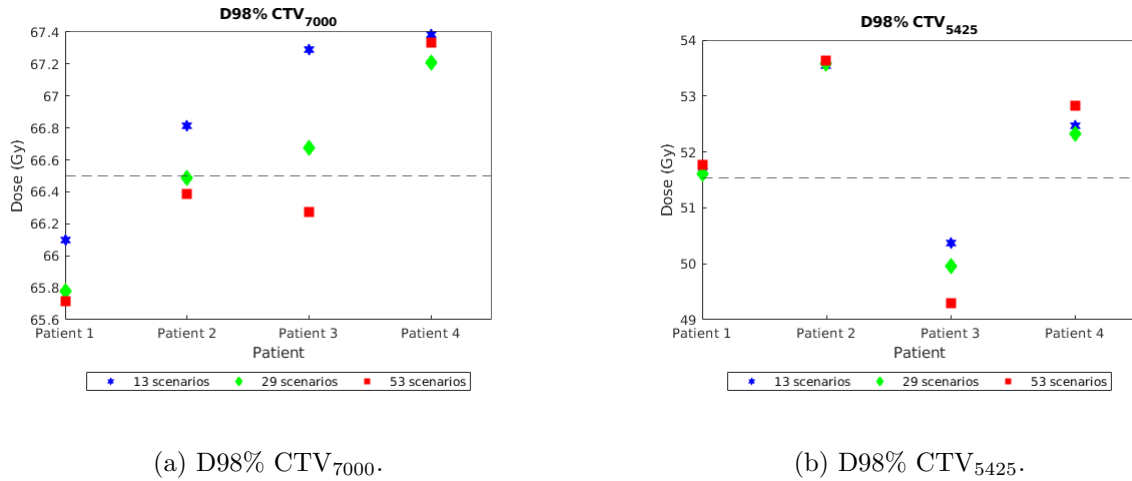 D98% CTV7000
67.4
67.2
67
66.8
66.6
66.4
66.2
66
65.8
65.6
Dose (Gy)
Patient 1 Patient 2 Patient 3 Patient 4
Patient
13 scenarios 29 scenarios 53 scenarios
(a) D98% CTV7000.
D98% CTV5425
54
53
52
51
50
49
Dose (Gy)
Patient 1 Patient 2 Patient 3 Patient 4
Patient
13 scenarios 29 scenarios 53 scenarios
(b) D98% CTV5425.